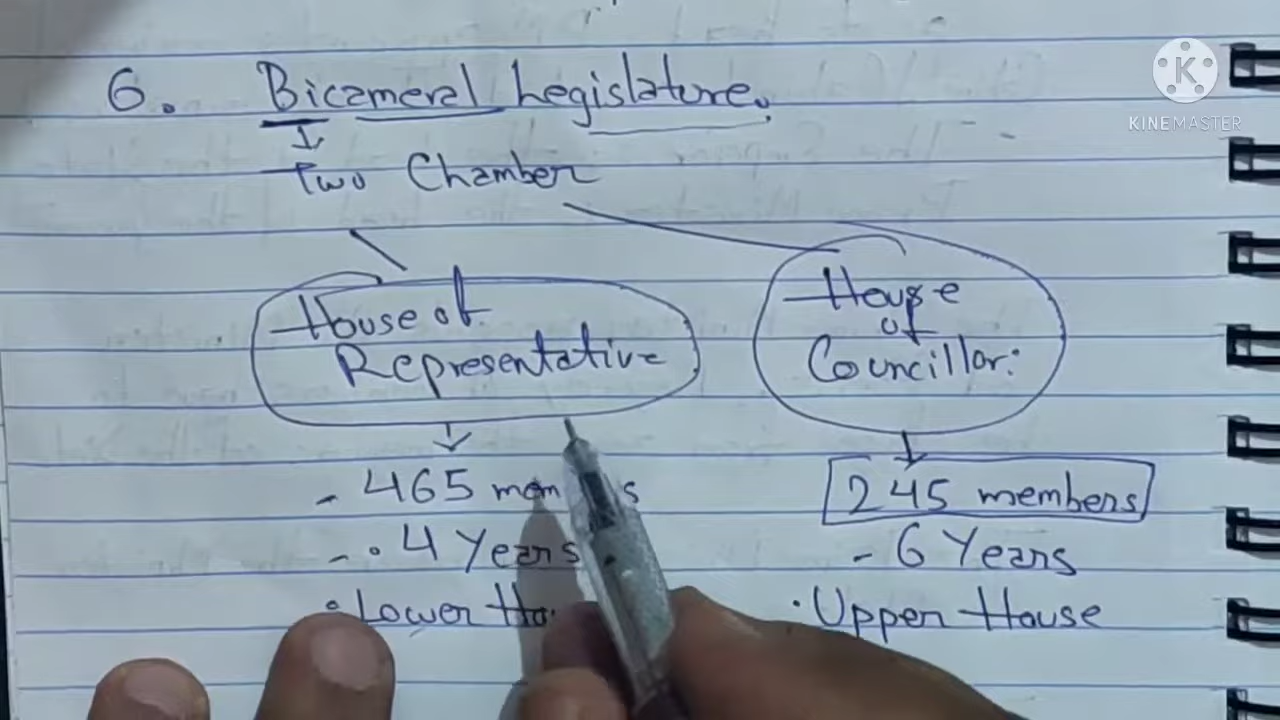 6. Bicameral Legislature.
Two Chamber
House of
Representative
House
of
Councillor:
- 465
- . 4 Years
. Lower
245 members
- 6 Years
. Upper House
K
KINEMASTER